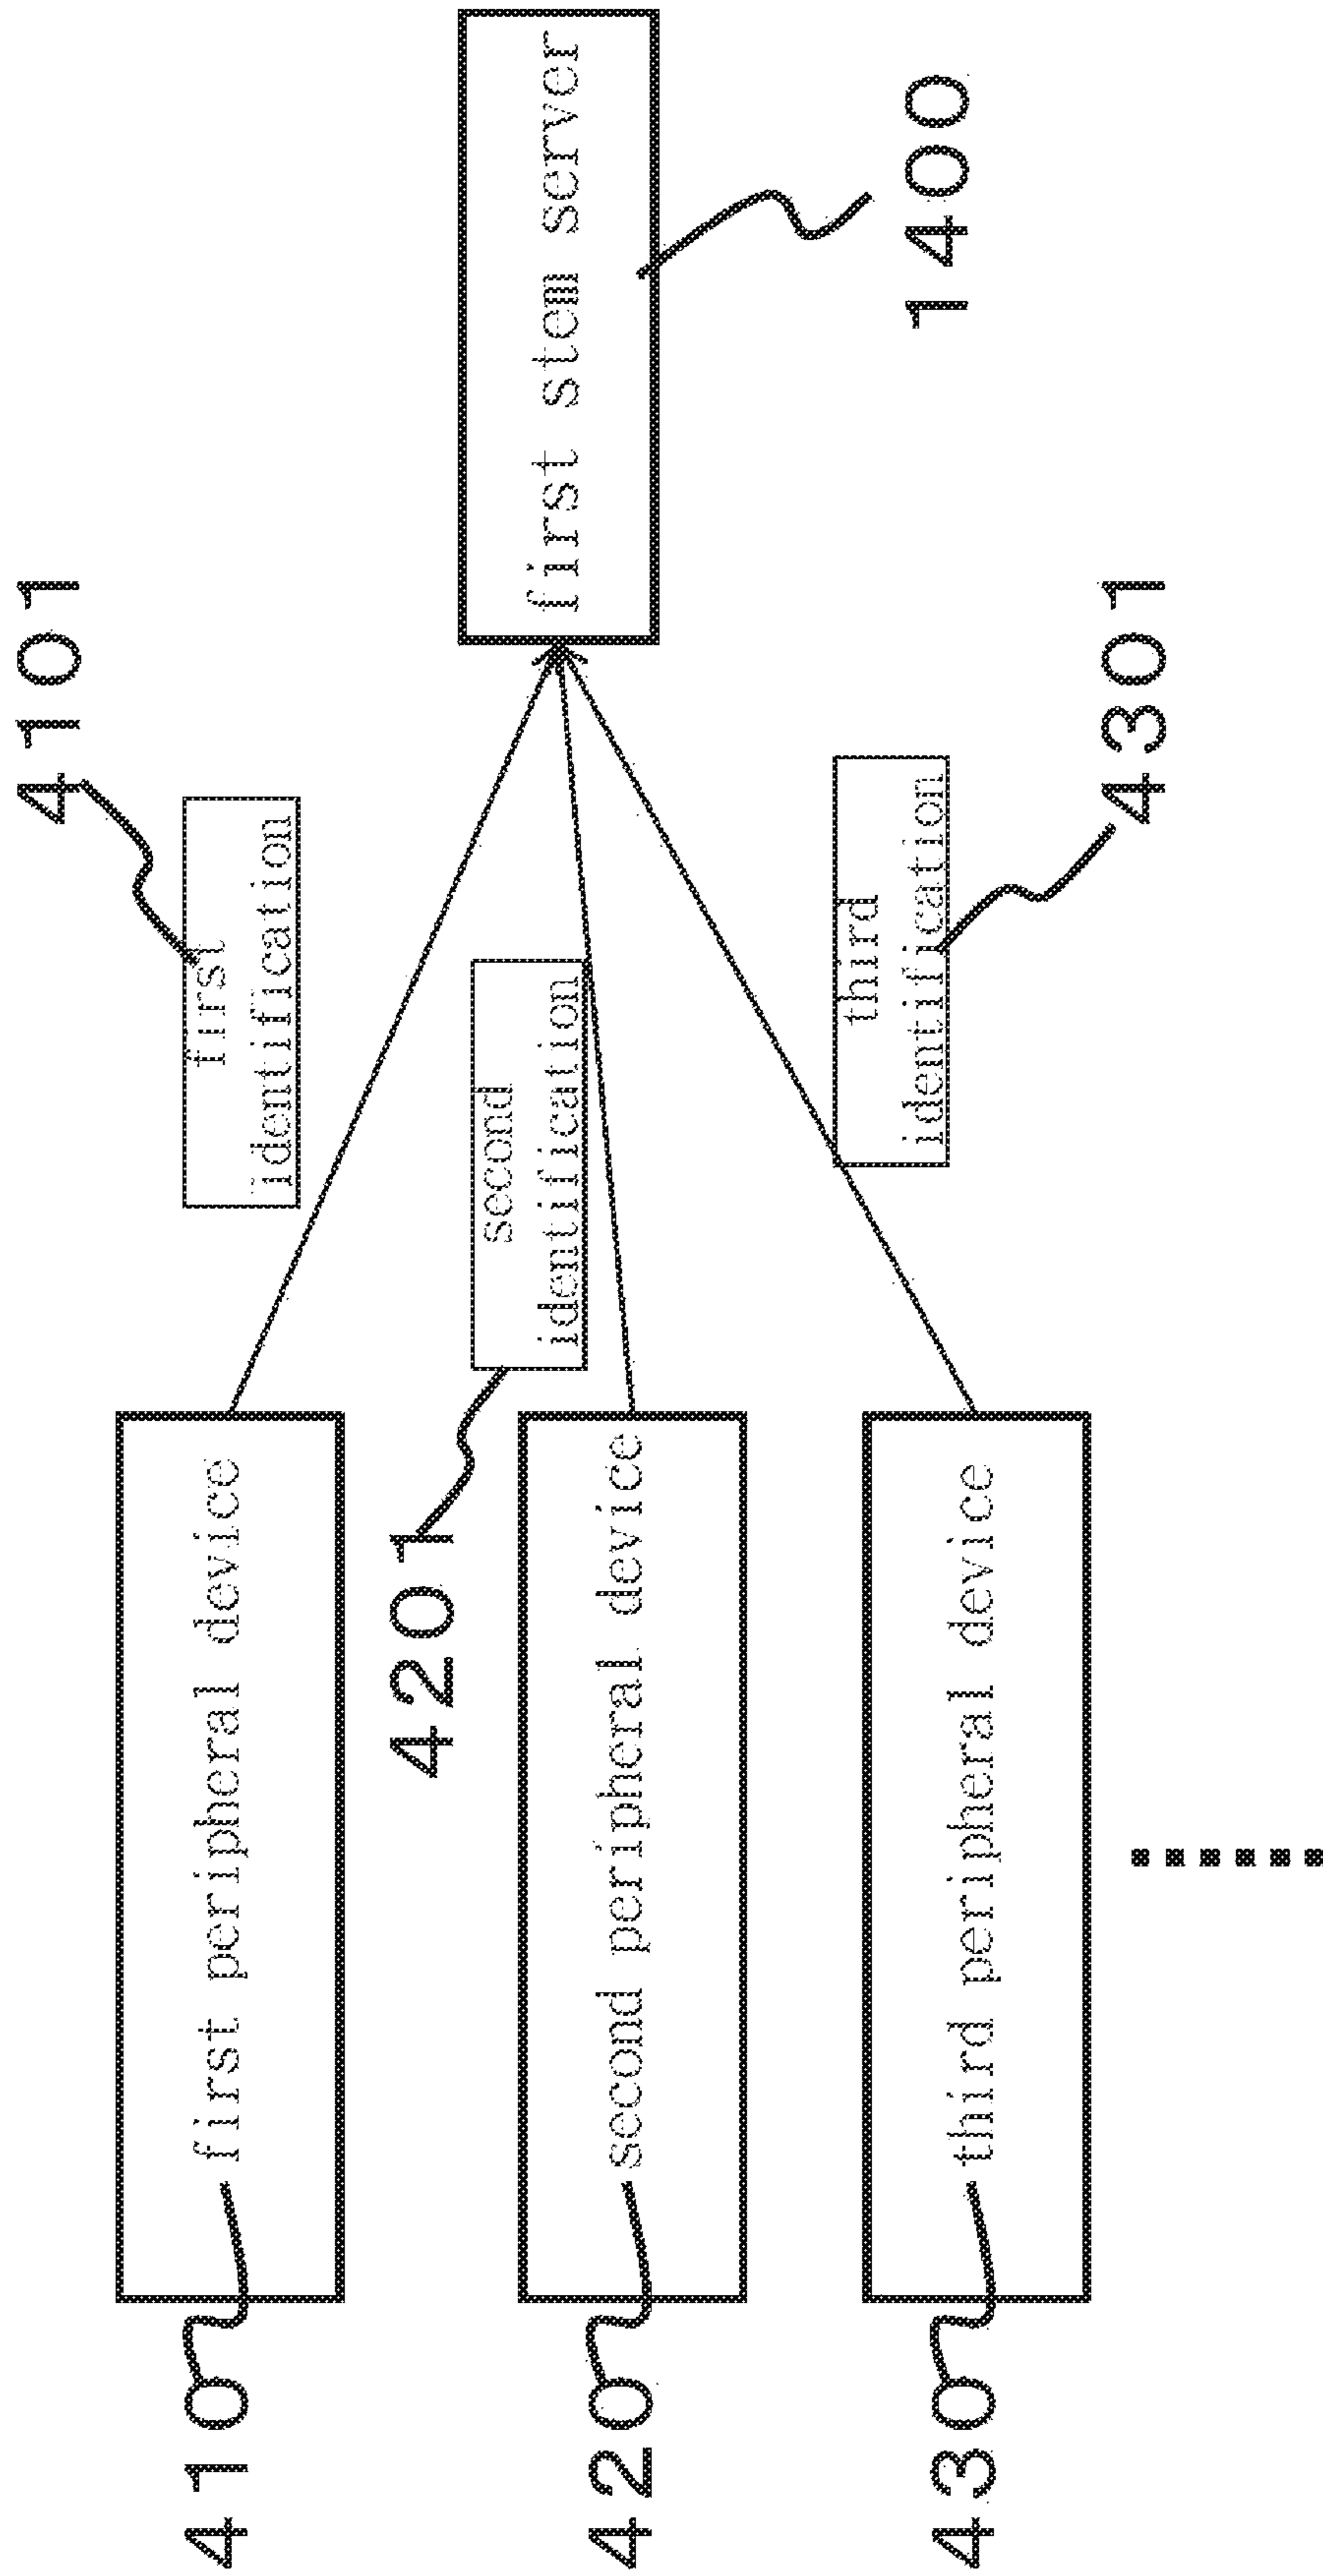 4101
first
identification
410
first peripheral device
4201
second
identification
first stem server
1400
420
second peripheral device
third
identification
4301
430
third peripheral device